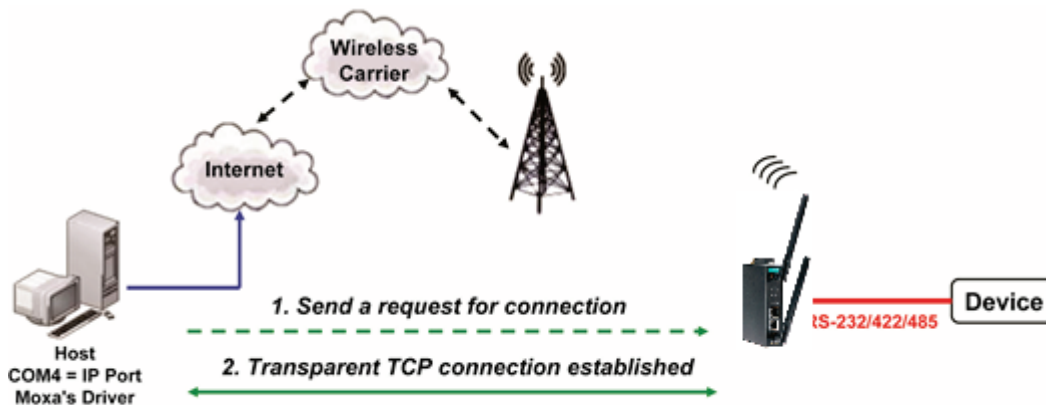 Wireless
Carrier
Internet
1. Send a request for connection
RS-232/422/485
Device
Host
COM4 = IP Port
Moxa's Driver
2. Transparent TCP connection established